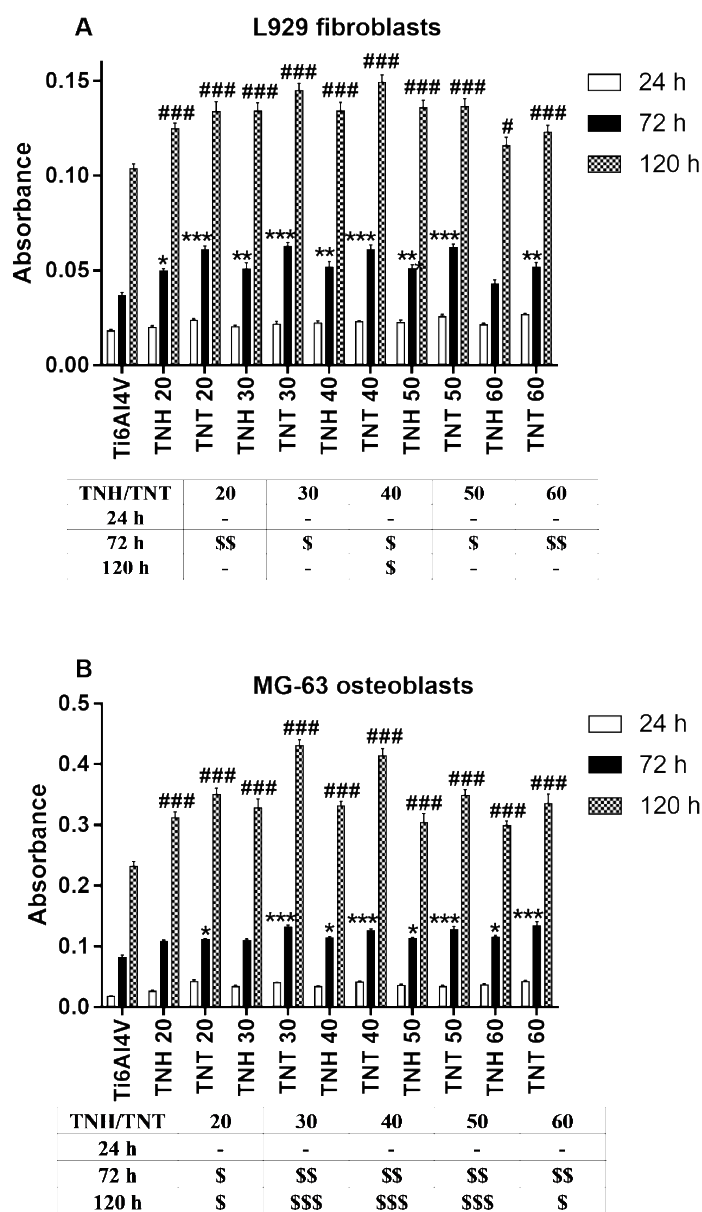 A
L929 fibroblasts
24 h
72 h
120 h
Absorbance
0.15
0.10
0.05
0.00
### ### ### ### ### ### ### ### # ###
* *** ** *** ** *** ** *** **
Ti6Al4V TNH 20 TNT 20 TNH 30 TNT 30 TNH 40 TNT 40 TNH 50 TNT 50 TNH 60 TNT 60
TNH/TNT 20 30 40 50 60
24 h - - - - -
72 h $$ $ $ $ $$
120 h - - $ - -
B
MG-63 osteoblasts
24 h
72 h
120 h
Absorbance
0.5
0.4
0.3
0.2
0.1
0.0
### ### ### ### ### ### ### ### ### ###
* *** * *** * *** * ***
Ti6Al4V TNH 20 TNT 20 TNH 30 TNT 30 TNH 40 TNT 40 TNH 50 TNT 50 TNH 60 TNT 60
TNH/TNT 20 30 40 50 60
24 h - - - - -
72 h $ $$ $$ $$ $$
120 h $ $$$ $$$ $$$ $